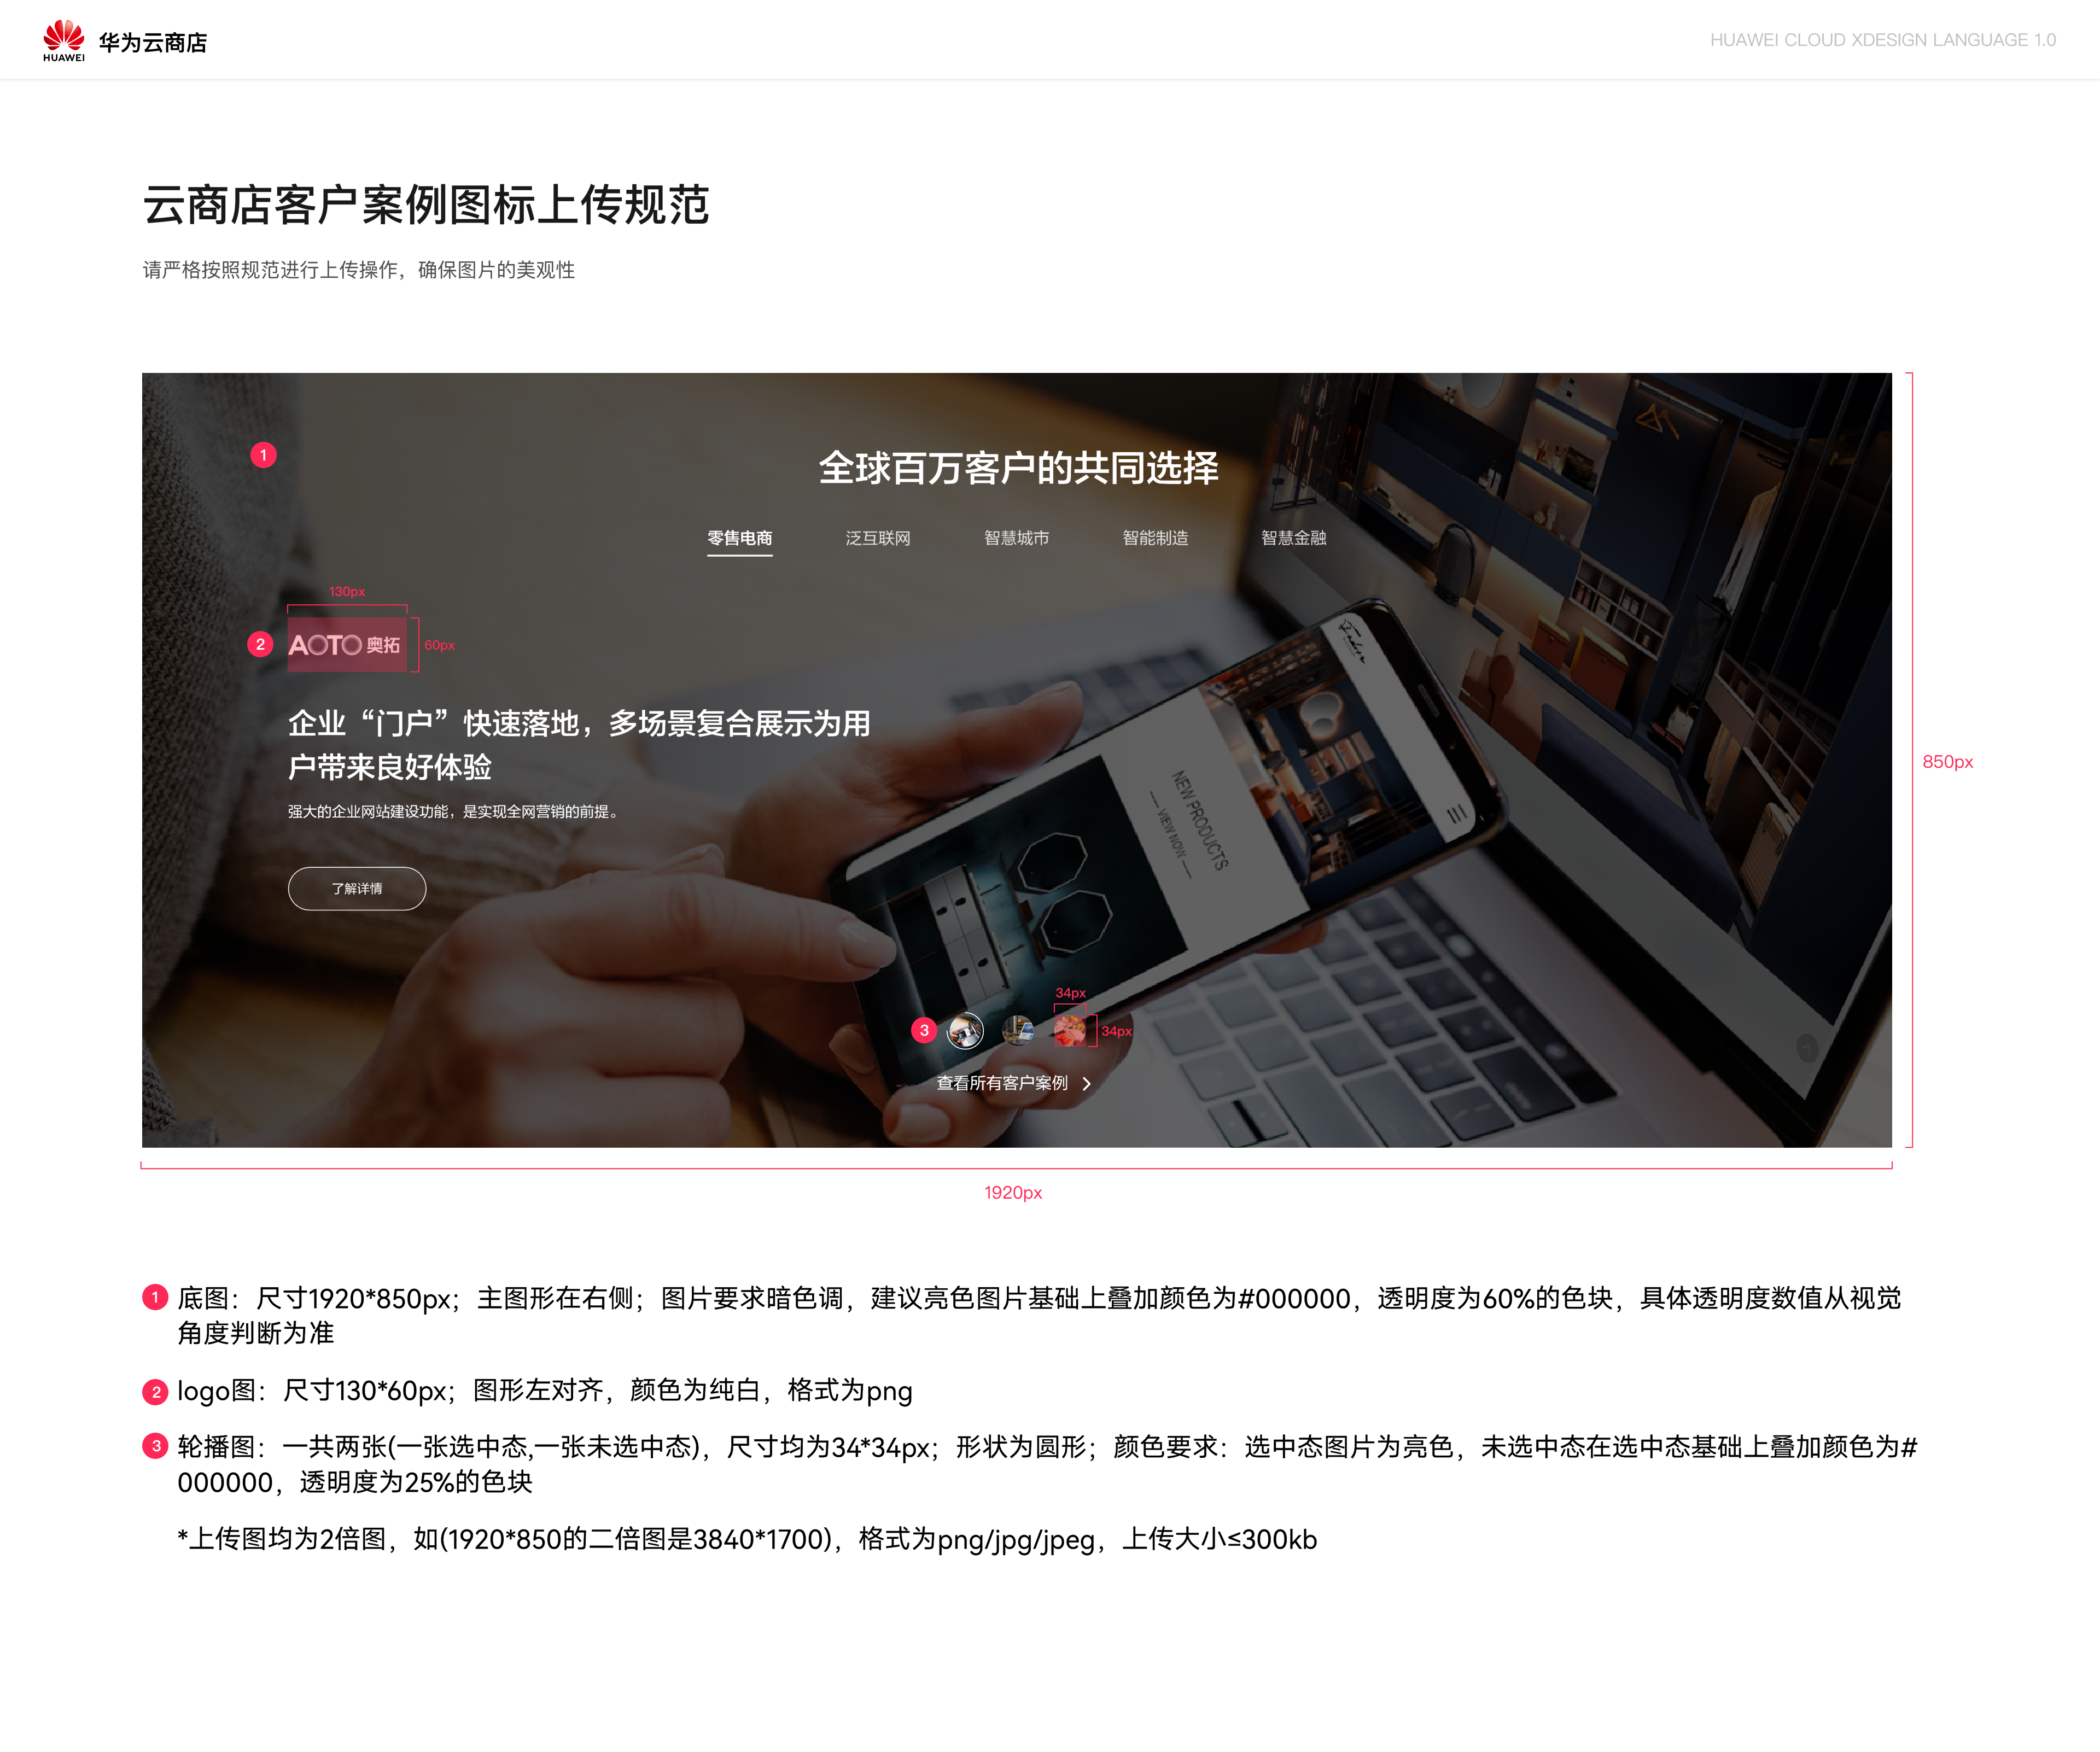 HUAWEI
华为云商店
HUAWEI CLOUD XDESIGN LANGUAGE 1.0
云商店客户案例图标上传规范
请严格按照规范进行上传操作，确保图片的美观性
1
全球百万客户的共同选择
零售电商 泛互联网 智慧城市 智能制造 智慧金融
130px
2
AOTO 奥拓
60px
企业“门户”快速落地，多场景复合展示为用
户带来良好体验
强大的企业网站建设功能，是实现全网营销的前提。
了解详情
NEW PRODUCTS
— VIEW NOW —
850px
34px
3
34px
查看所有客户案例
1920px
1 底图：尺寸1920*850px；主图形在右侧；图片要求暗色调，建议亮色图片基础上叠加颜色为#000000，透明度为60%的色块，具体透明度数值从视觉
角度判断为准
2 logo图：尺寸130*60px；图形左对齐，颜色为纯白，格式为png
3 轮播图：一共两张(一张选中态,一张未选中态)，尺寸均为34*34px；形状为圆形；颜色要求：选中态图片为亮色，未选中态在选中态基础上叠加颜色为#
000000，透明度为25%的色块
*上传图均为2倍图，如(1920*850的二倍图是3840*1700)，格式为png/jpg/jpeg，上传大小≤300kb